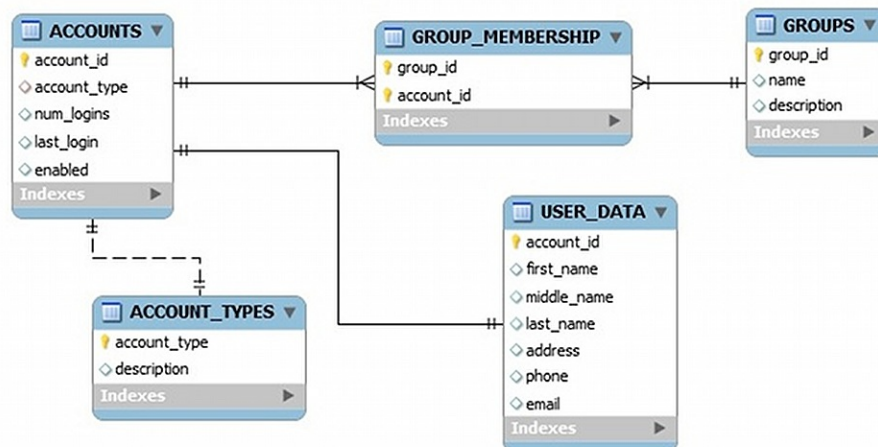 ACCOUNTS
account_id
account_type
num_logins
last_login
enabled
Indexes
GROUP_MEMBERSHIP
group_id
account_id
Indexes
GROUPS
group_id
name
description
Indexes
ACCOUNT_TYPES
account_type
description
Indexes
USER_DATA
account_id
first_name
middle_name
last_name
address
phone
email
Indexes